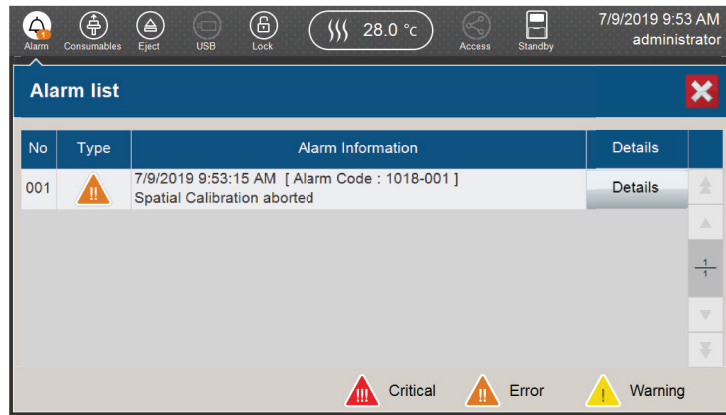 7/9/2019 9:53 AM
1
28.0 °c
administrator
Alarm Consumables Eject USB Lock Access Standby
Alarm list
No Type Alarm Information Details
7/9/2019 9:53:15 AM [ Alarm Code : 1018-001 ]
001 !! Details
Spatial Calibration aborted
1
1
!!! Critical !! Error ! Warning